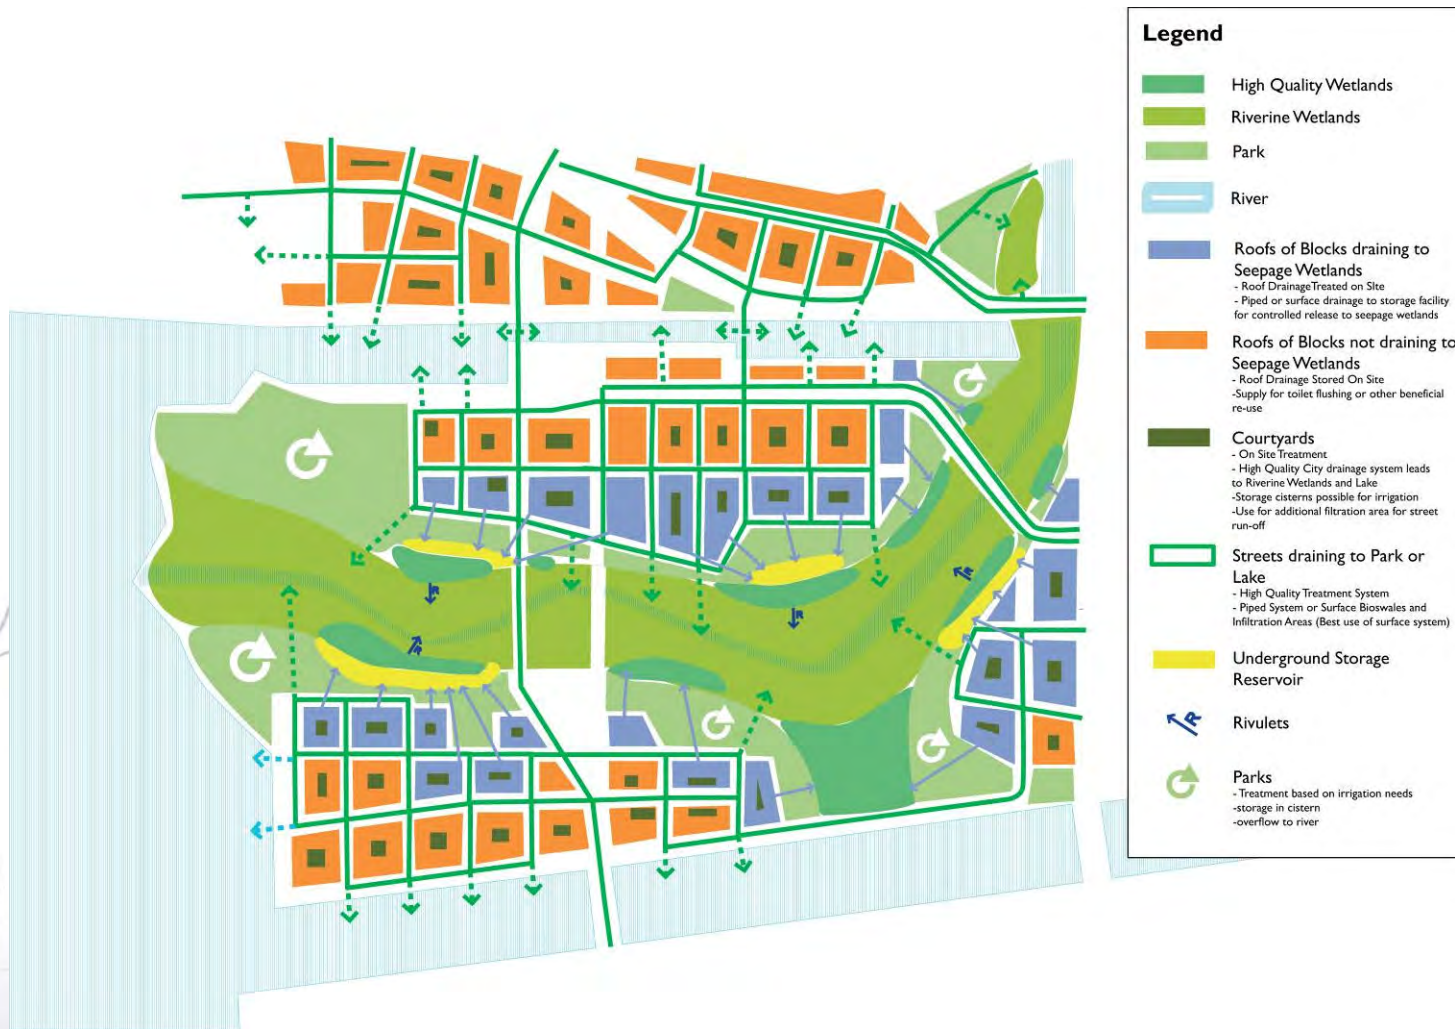 Legend
High Quality Wetlands
Riverine Wetlands
Park
River
Roofs of Blocks draining to
Seepage Wetlands
- Roof DrainageTreated on SIte
- Piped or surface drainage to storage facility
for controlled release to seepage wetlands
Roofs of Blocks not draining to
Seepage Wetlands
- Roof Drainage Stored On Site
-Supply for toilet flushing or other beneficial
re-use
Courtyards
- On Site Treatment
- High Quality City drainage system leads
to Riverine Wetlands and Lake
-Storage cisterns possible for irrigation
-Use for additional filtration area for street
run-off
Streets draining to Park or
Lake
- High Quality Treatment System
- Piped System or Surface Bioswales and
Infiltration Areas (Best use of surface system)
Underground Storage
Reservoir
R
Rivulets
Parks
- Treatment based on irrigation needs
-storage in cistern
-overflow to river
R
R
R
R